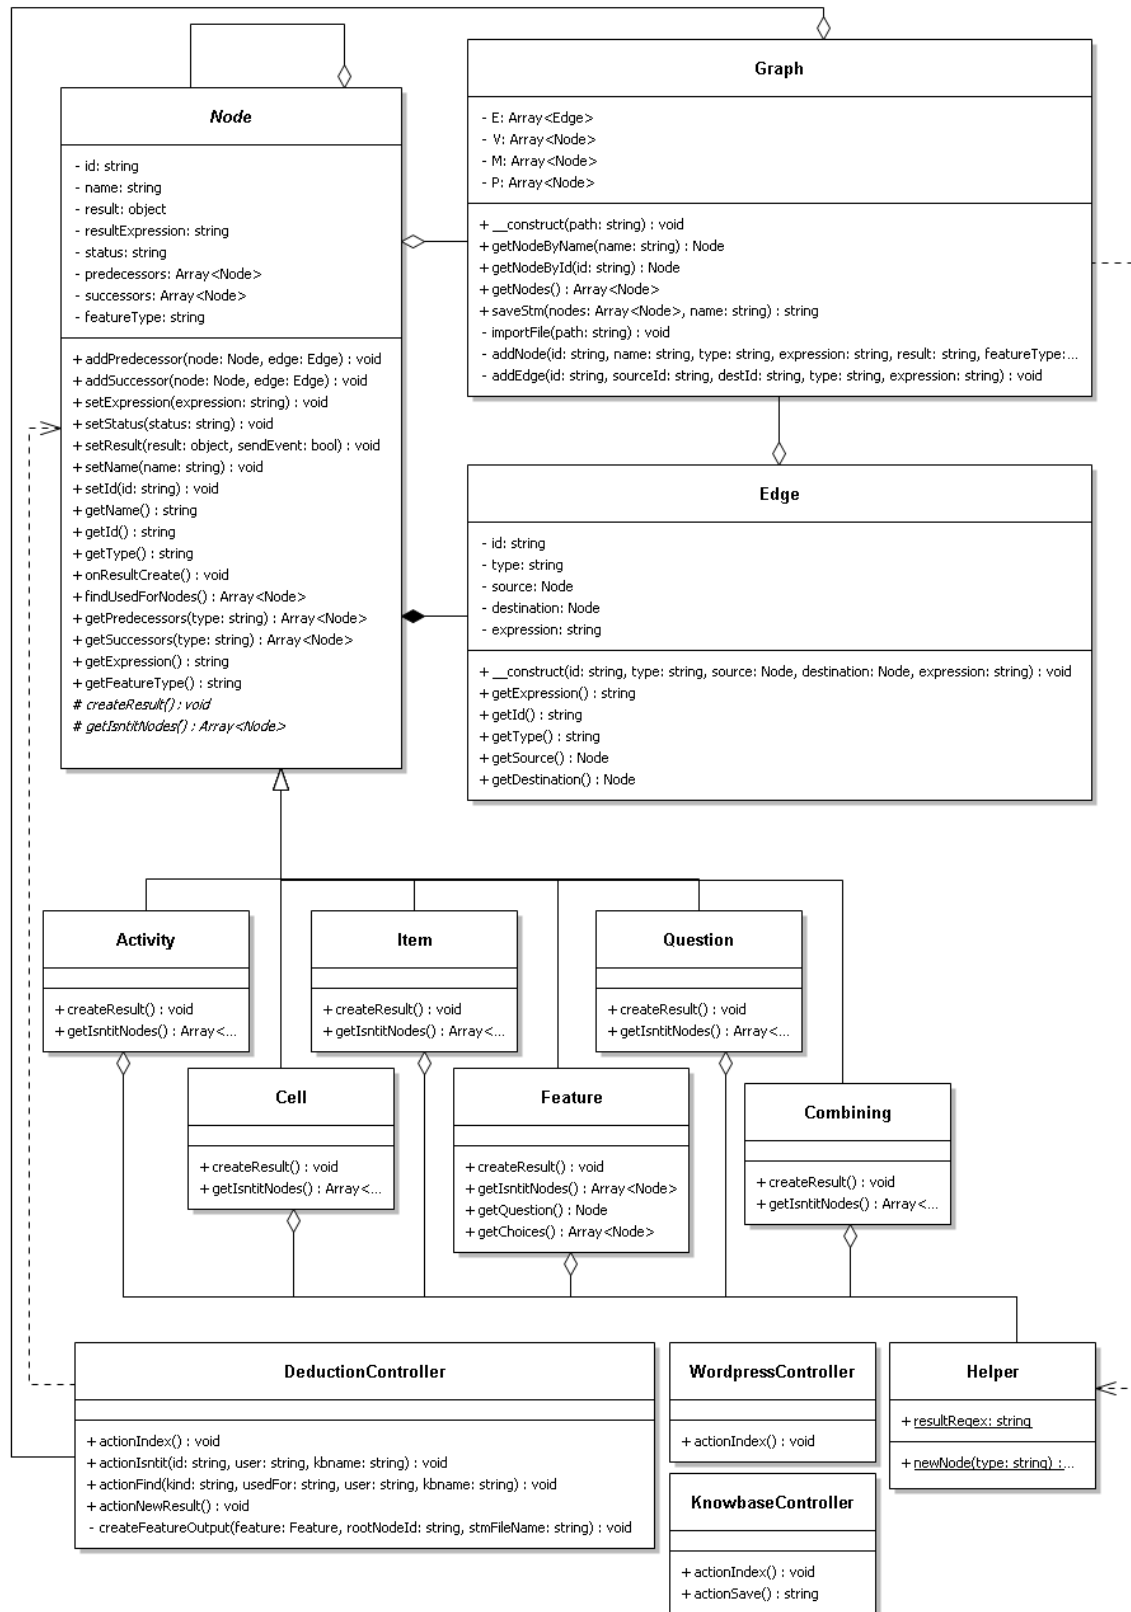 Node
- id: string
- name: string
- result: object
- resultExpression: string
- status: string
- predecessors: Array<Node>
- successors: Array<Node>
- featureType: string
+ addPredecessor(node: Node, edge: Edge) : void
+ addSuccessor(node: Node, edge: Edge) : void
+ setExpression(expression: string) : void
+ setStatus(status: string) : void
+ setResult(result: object, sendEvent: bool) : void
+ setName(name: string) : void
+ setId(id: string) : void
+ getName() : string
+ getId() : string
+ getType() : string
+ onResultCreate() : void
+ findUsedForNodes() : Array<Node>
+ getPredecessors(type: string) : Array<Node>
+ getSuccessors(type: string) : Array<Node>
+ getExpression() : string
+ getFeatureType() : string
# createResult() : void
# getIsntitNodes() : Array<Node>
Graph
- E: Array<Edge>
- V: Array<Node>
- M: Array<Node>
- P: Array<Node>
+ __construct(path: string) : void
+ getNodeByName(name: string) : Node
+ getNodeById(id: string) : Node
+ getNodes() : Array<Node>
+ saveStm(nodes: Array<Node>, name: string) : string
- importFile(path: string) : void
- addNode(id: string, name: string, type: string, expression: string, result: string, featureType:...
- addEdge(id: string, sourceId: string, destId: string, type: string, expression: string) : void
Edge
- id: string
- type: string
- source: Node
- destination: Node
- expression: string
+ __construct(id: string, type: string, source: Node, destination: Node, expression: string) : void
+ getExpression() : string
+ getId() : string
+ getType() : string
+ getSource() : Node
+ getDestination() : Node
Activity
+ createResult() : void
+ getIsntitNodes() : Array<...
Item
+ createResult() : void
+ getIsntitNodes() : Array<...
Question
+ createResult() : void
+ getIsntitNodes() : Array<...
Cell
+ createResult() : void
+ getIsntitNodes() : Array<...
Feature
+ createResult() : void
+ getIsntitNodes() : Array<Node>
+ getQuestion() : Node
+ getChoices() : Array<Node>
Combining
+ createResult() : void
+ getIsntitNodes() : Array<...
DeductionController
+ actionIndex() : void
+ actionIsntit(id: string, user: string, kbname: string) : void
+ actionFind(kind: string, usedFor: string, user: string, kbname: string) : void
+ actionNewResult() : void
- createFeatureOutput(feature: Feature, rootNodeId: string, stmFileName: string) : void
WordpressController
+ actionIndex() : void
Helper
+ resultRegex: string
+ newNode(type: string) :...
KnowbaseController
+ actionIndex() : void
+ actionSave() : string